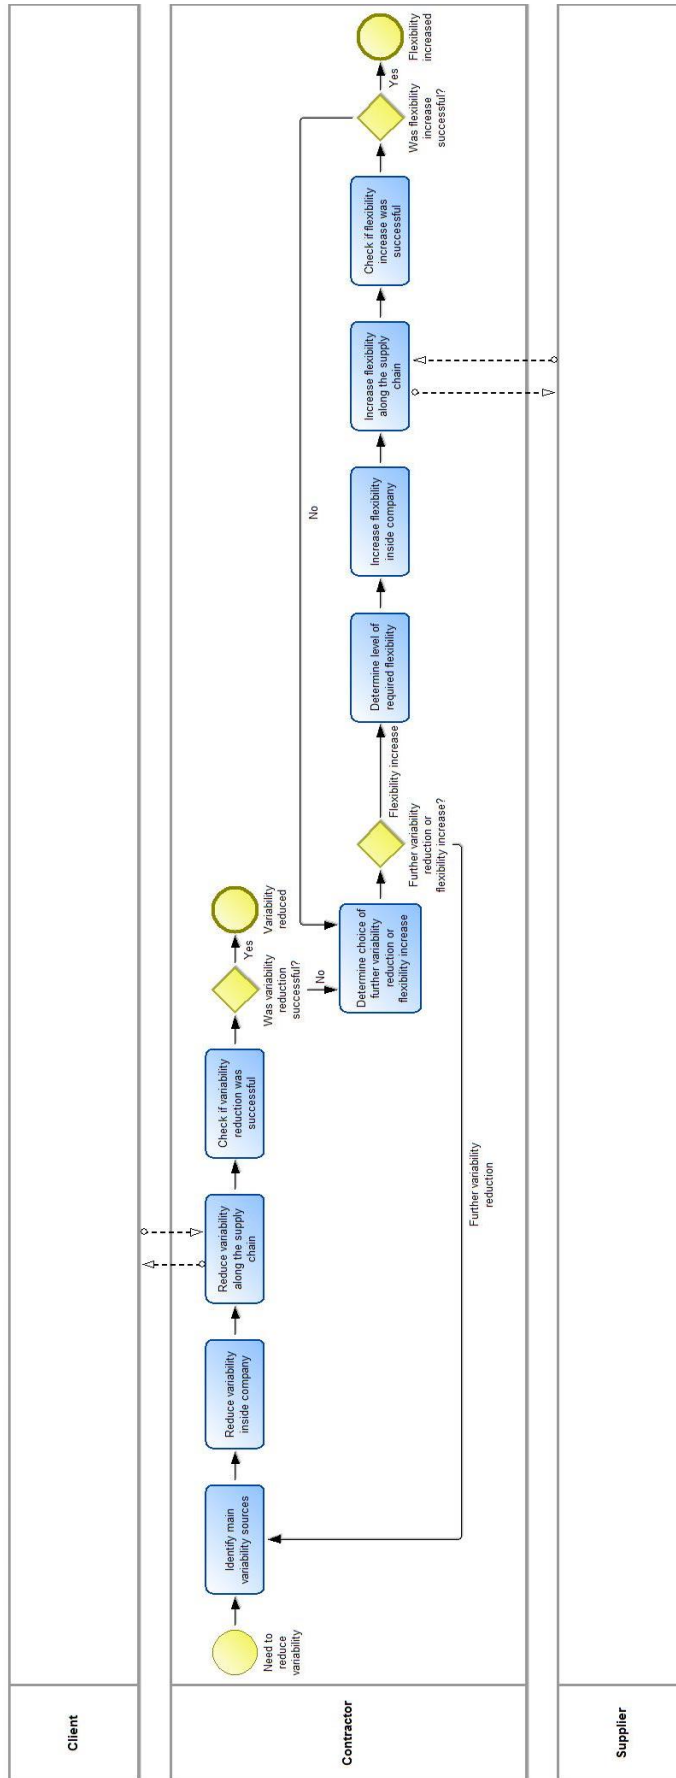 Client
Contractor
Supplier
Need to
reduce
variability
Identify main
variability sources
Reduce variability
inside company
Reduce variability
along the supply
chain
Check if variability
reduction was
successful
Was variability
reduction
successful?
Yes
Variability
reduced
No
Determine choice of
further variability
reduction or
flexibility increase
Further variability
reduction or
flexibility increase?
Further variability
reduction
Flexibility increase
Determine level of
required flexibility
Increase flexibility
inside company
Increase flexibility
along the supply
chain
Check if flexibility
increase was
successful
Was flexibility
increase
successful?
No
Yes
Flexibility
increased